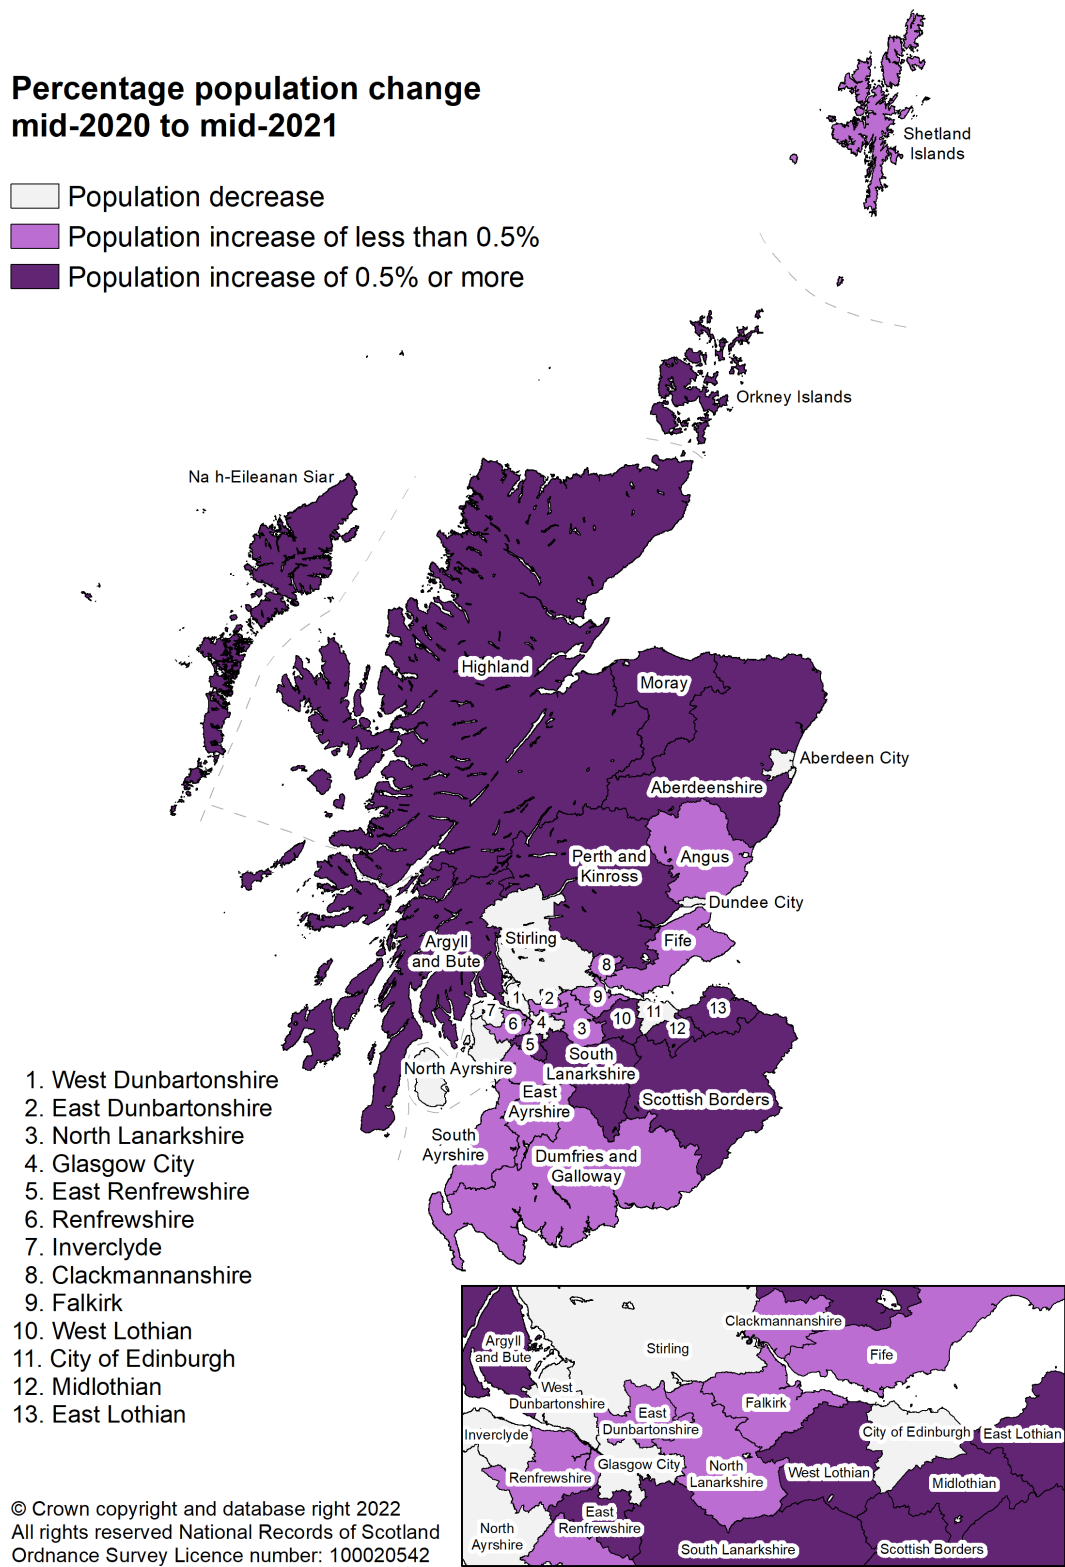 Percentage population change
mid-2020 to mid-2021
Population decrease
Population increase of less than 0.5%
Population increase of 0.5% or more
Shetland
Islands
Orkney Islands
Na h-Eileanan Siar
Highland
Moray
Aberdeen City
Aberdeenshire
Perth and
Kinross
Angus
Dundee City
Argyll
and Bute
Stirling
Fife
8
1
2
9
7
6
4
3
10
11
12
13
5
North Ayrshire
South
Lanarkshire
East
Ayrshire
Scottish Borders
South
Ayrshire
Dumfries and
Galloway
1. West Dunbartonshire
2. East Dunbartonshire
3. North Lanarkshire
4. Glasgow City
5. East Renfrewshire
6. Renfrewshire
7. Inverclyde
8. Clackmannanshire
9. Falkirk
10. West Lothian
11. City of Edinburgh
12. Midlothian
13. East Lothian
Argyll
and Bute
Stirling
Clackmannanshire
Fife
West
Dunbartonshire
East
Dunbartonshire
Falkirk
Inverclyde
City of Edinburgh
East Lothian
Renfrewshire
Glasgow City
North
Lanarkshire
West Lothian
Midlothian
North
Ayrshire
East
Renfrewshire
South Lanarkshire
Scottish Borders
© Crown copyright and database right 2022
All rights reserved National Records of Scotland
Ordnance Survey Licence number: 100020542